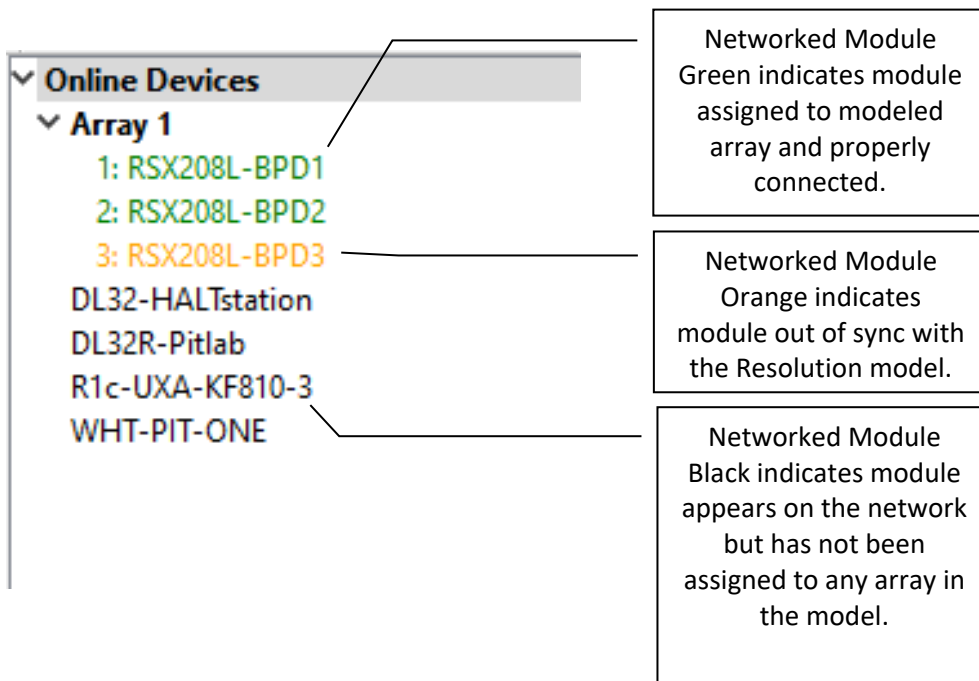 Online Devices
Array 1
1: RSX208L-BPD1
2: RSX208L-BPD2
3: RSX208L-BPD3
DL32-HALTstation
DL32R-Pitlab
R1c-UXA-KF810-3
WHT-PIT-ONE
Networked Module
Green indicates module
assigned to modeled
array and properly
connected.
Networked Module
Orange indicates
module out of sync with
the Resolution model.
Networked Module
Black indicates module
appears on the network
but has not been
assigned to any array in
the model.